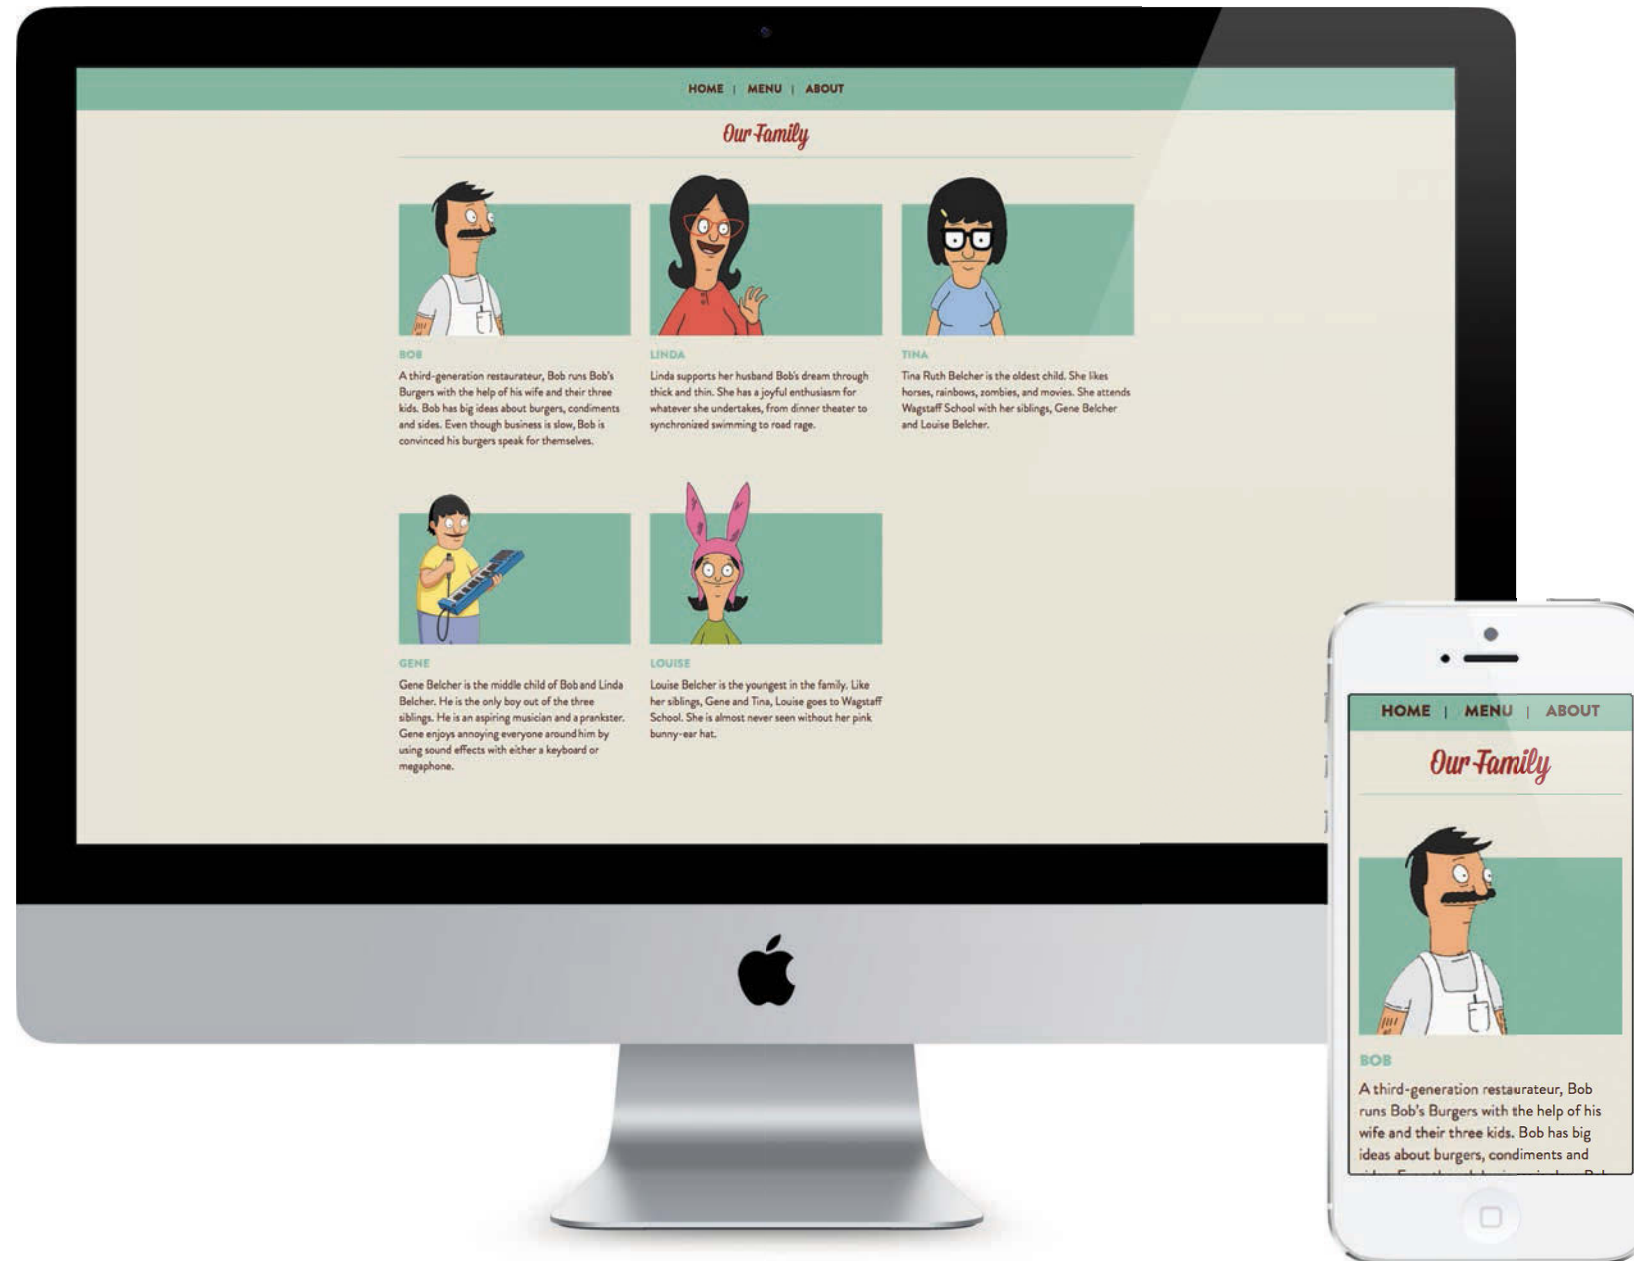 HOME | MENU | ABOUT
Our Family
BOB
A third-generation restaurateur, Bob runs Bob's
Burgers with the help of his wife and their three
kids. Bob has big ideas about burgers, condiments
and sides. Even though business is slow, Bob is
convinced his burgers speak for themselves.
LINDA
Linda supports her husband Bob's dream through
thick and thin. She has a joyful enthusiasm for
whatever she undertakes, from dinner theater to
synchronized swimming to road rage.
TINA
Tina Ruth Belcher is the oldest child. She likes
horses, rainbows, zombies, and movies. She attends
Wagstaff School with her siblings, Gene Belcher
and Louise Belcher.
GENE
Gene Belcher is the middle child of Bob and Linda
Belcher. He is the only boy out of the three
siblings. He is an aspiring musician and a prankster.
Gene enjoys annoying everyone around him by
using sound effects with either a keyboard or
megaphone.
LOUISE
Louise Belcher is the youngest in the family. Like
her siblings, Gene and Tina, Louise goes to Wagstaff
School. She is almost never seen without her pink
bunny-ear hat.
HOME | MENU | ABOUT
Our Family
BOB
A third-generation restaurateur, Bob
runs Bob's Burgers with the help of his
wife and their three kids. Bob has big
ideas about burgers, condiments and